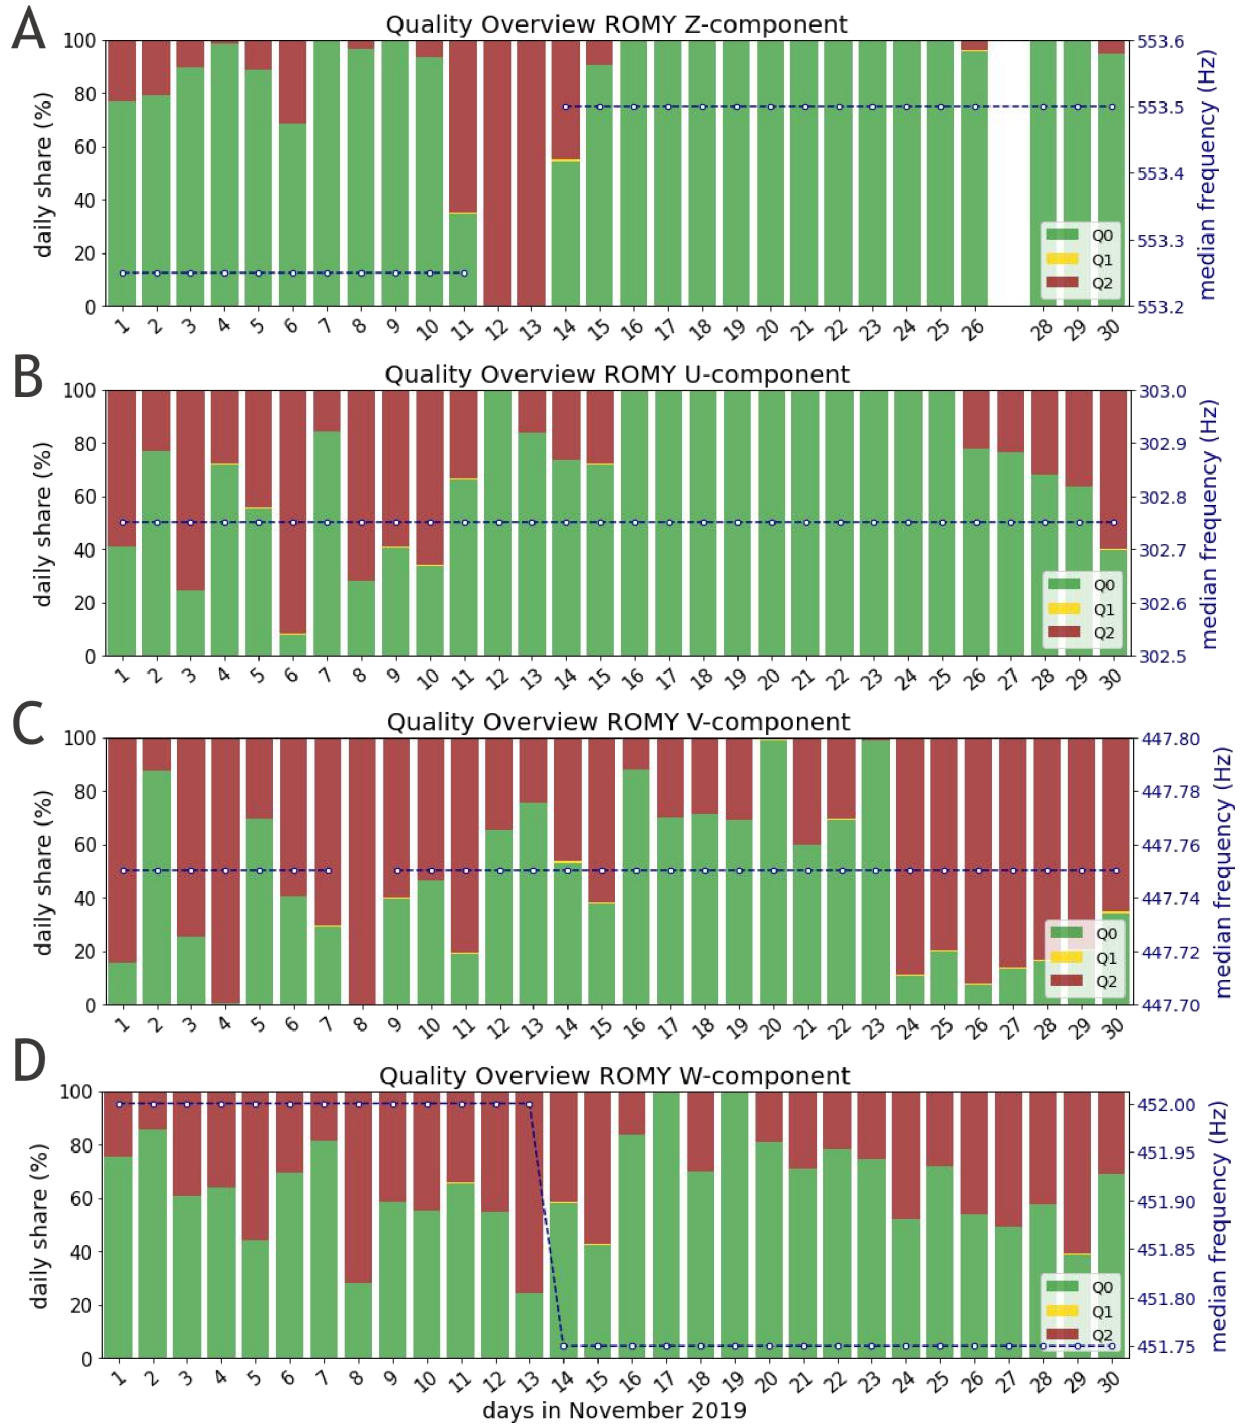 A
Quality Overview ROMY Z-component
daily share (%)
100
80
60
40
20
0
553.6
553.5
553.4
553.3
553.2
median frequency (Hz)
Q0
Q1
Q2
1 2 3 4 5 6 7 8 9 10 11 12 13 14 15 16 17 18 19 20 21 22 23 24 25 26 28 29 30
B
Quality Overview ROMY U-component
daily share (%)
100
80
60
40
20
0
303.0
302.9
302.8
302.7
302.6
302.5
median frequency (Hz)
Q0
Q1
Q2
1 2 3 4 5 6 7 8 9 10 11 12 13 14 15 16 17 18 19 20 21 22 23 24 25 26 27 28 29 30
C
Quality Overview ROMY V-component
daily share (%)
100
80
60
40
20
0
447.80
447.78
447.76
447.74
447.72
447.70
median frequency (Hz)
Q0
Q1
Q2
1 2 3 4 5 6 7 8 9 10 11 12 13 14 15 16 17 18 19 20 21 22 23 24 25 26 27 28 29 30
D
Quality Overview ROMY W-component
daily share (%)
100
80
60
40
20
0
452.00
451.95
451.90
451.85
451.80
451.75
median frequency (Hz)
Q0
Q1
Q2
1 2 3 4 5 6 7 8 9 10 11 12 13 14 15 16 17 18 19 20 21 22 23 24 25 26 27 28 29 30
days in November 2019